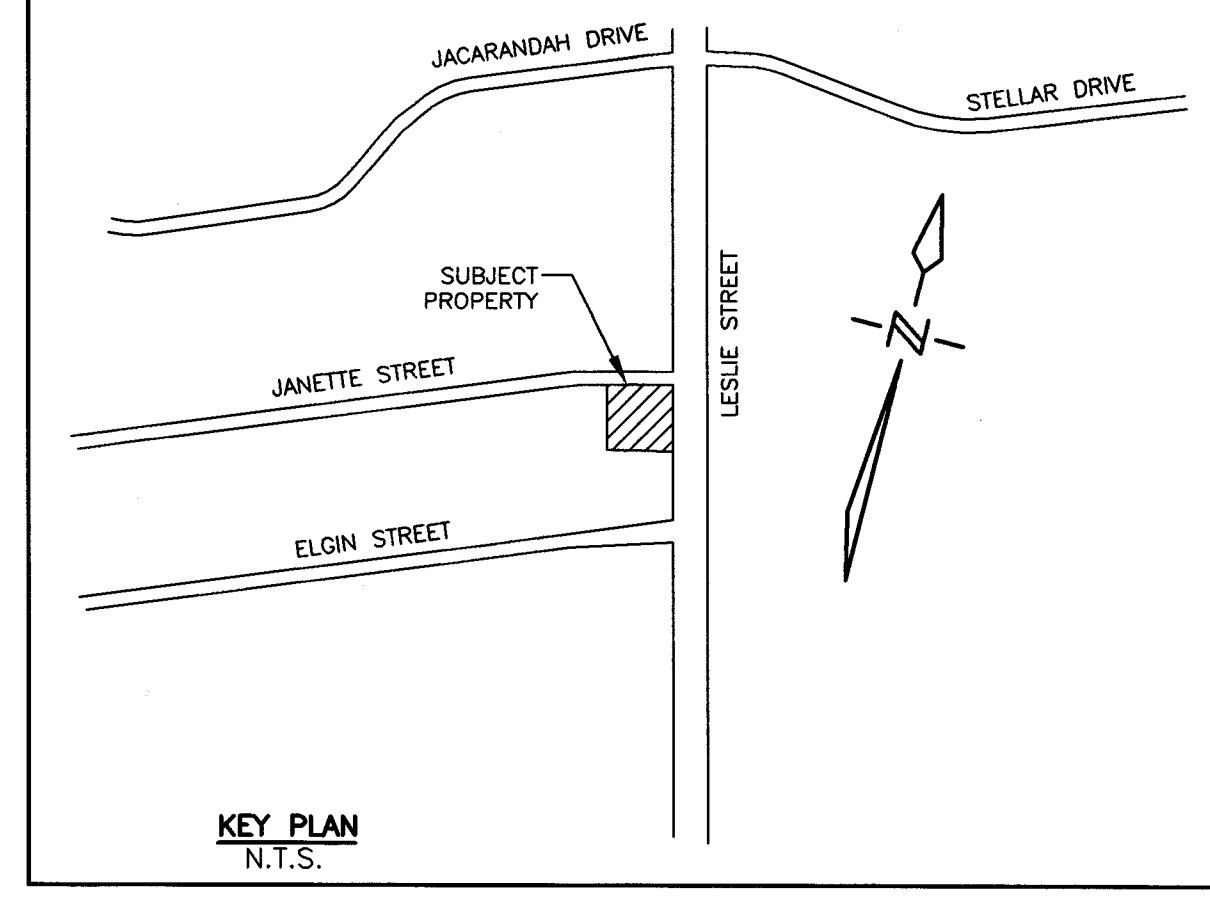 JACARANDAH DRIVE
STELLAR DRIVE
SUBJECT
PROPERTY
LESLIE STREET
JANETTE STREET
N
ELGIN STREET
KEY PLAN
N.T.S.